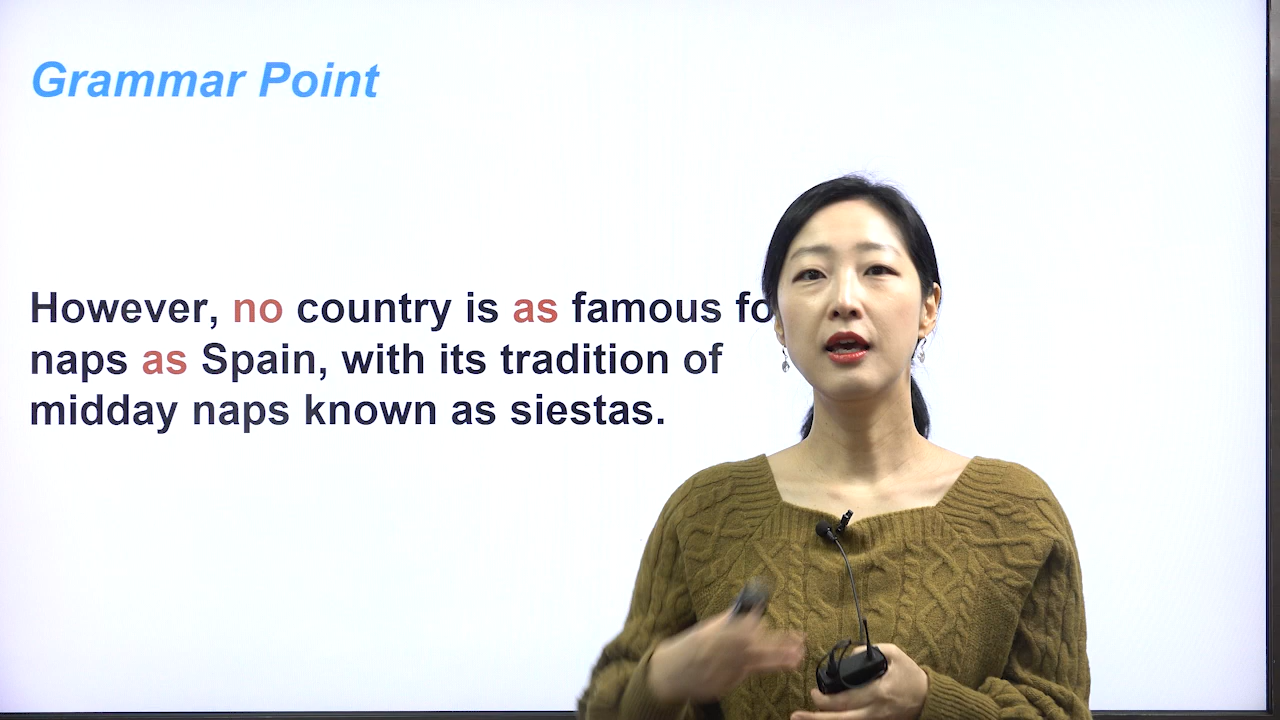 Grammar Point
However, no country is as famous fo
naps as Spain, with its tradition of
midday naps known as siestas.